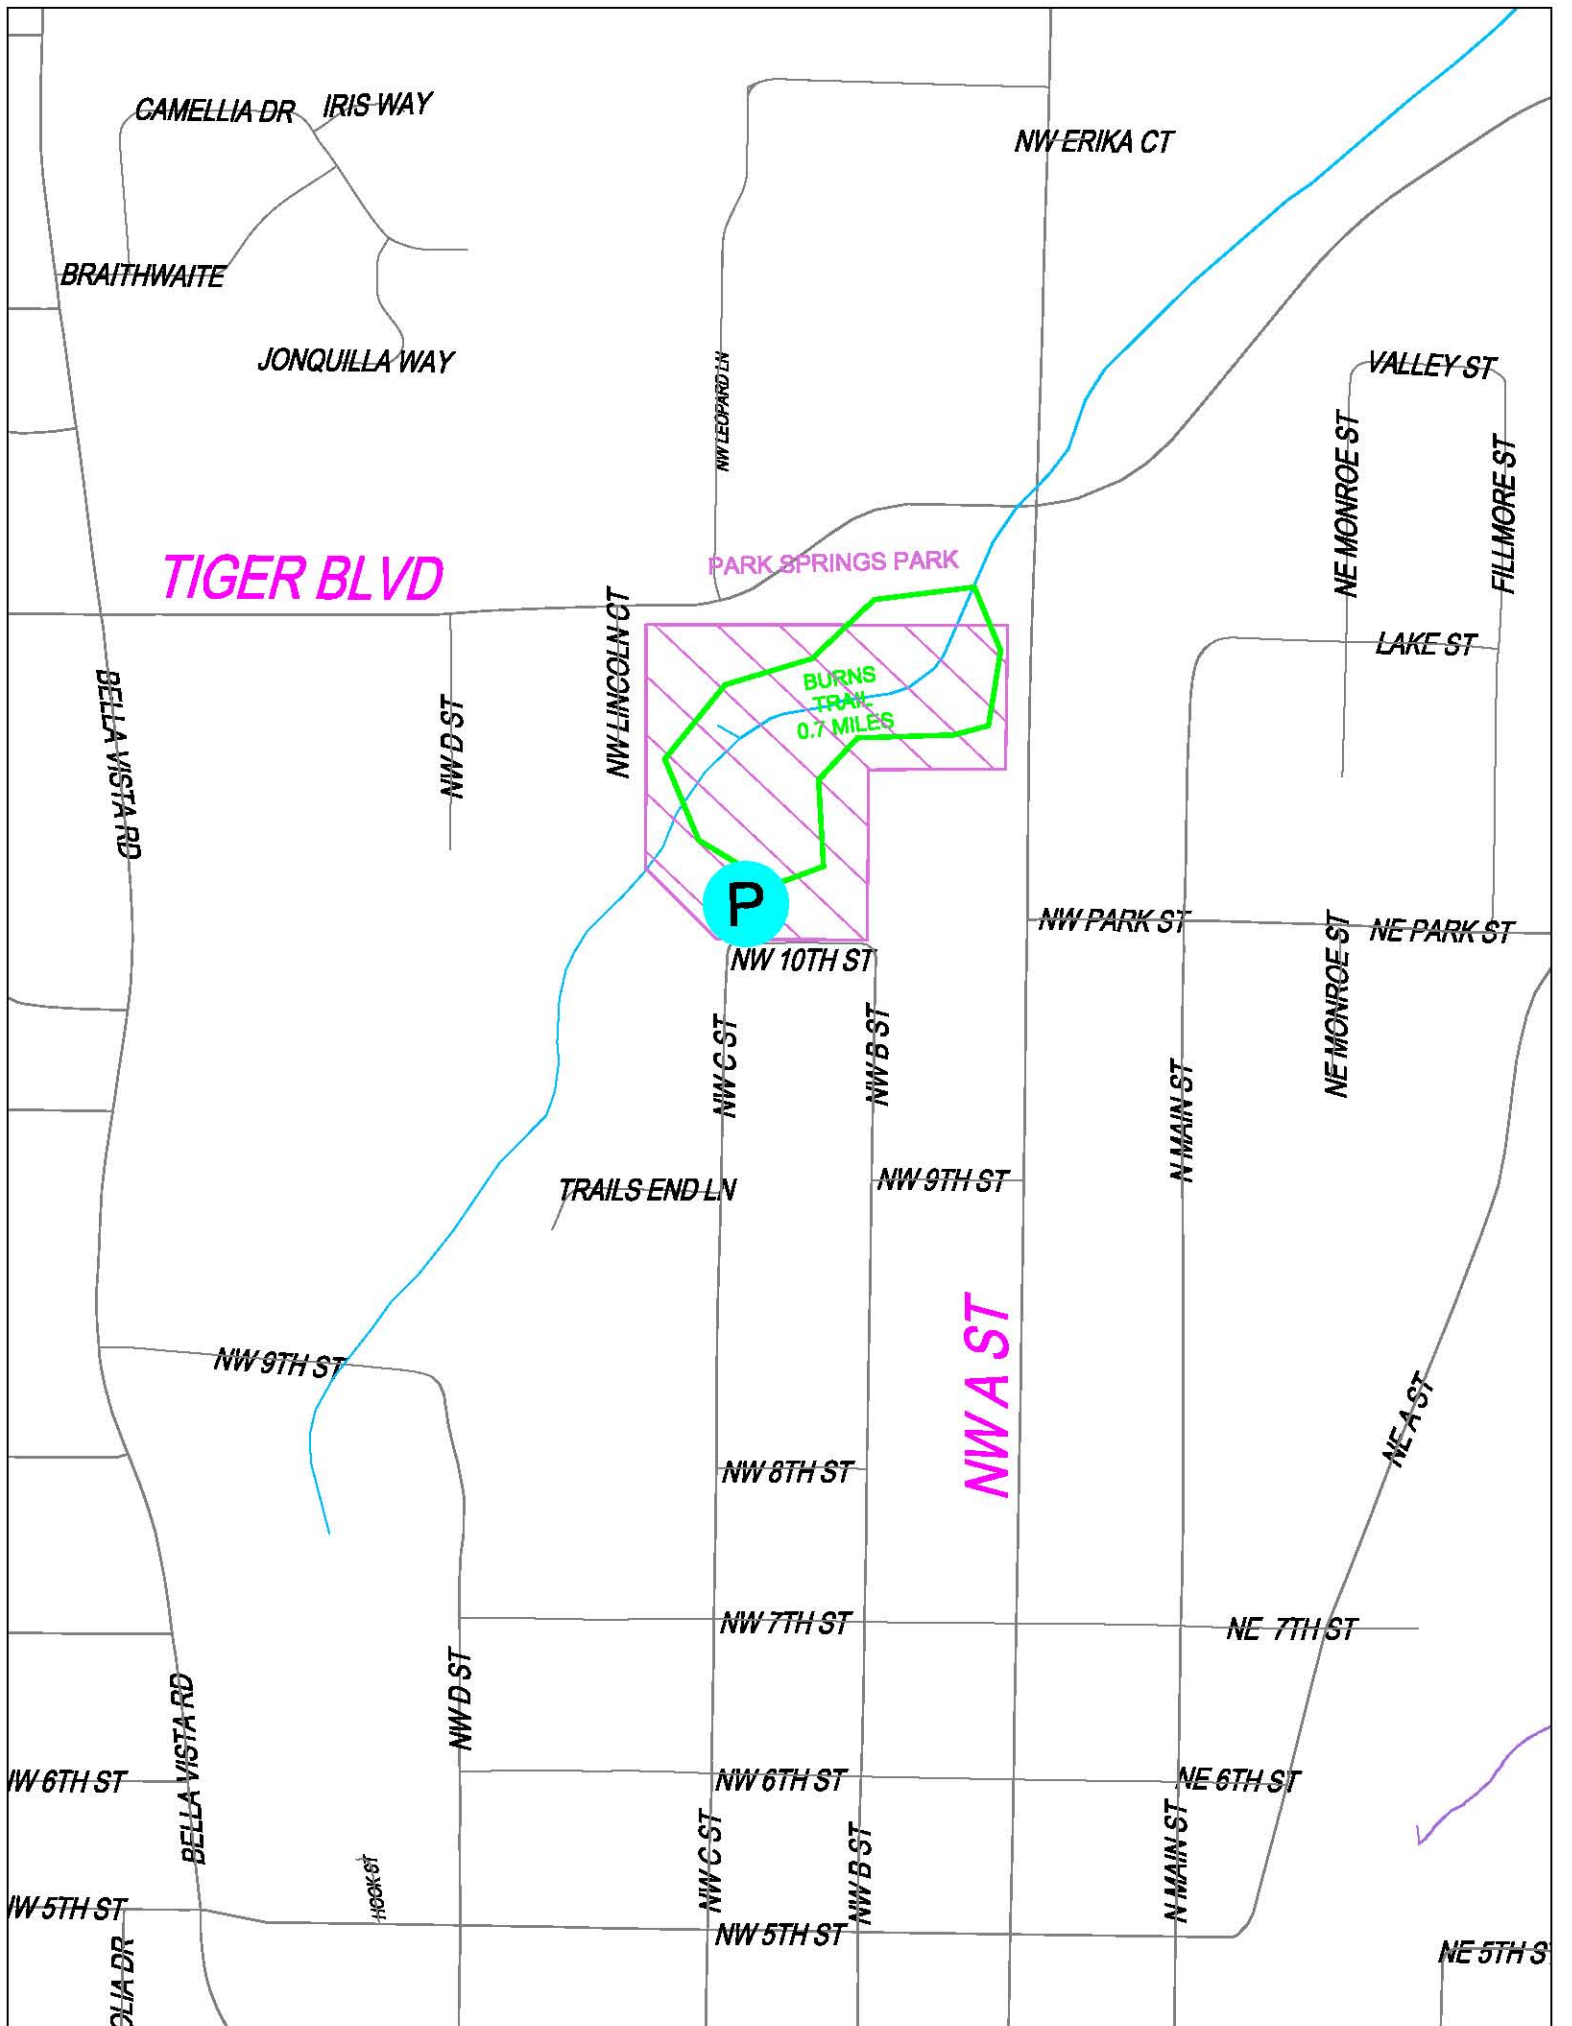 CAMELLIA DR
IRIS WAY
NW ERIKA CT
BRAITHWAITE
JONQUILLA WAY
NW LEOPARD LN
VALLEY ST
NE MONROE ST
FILLMORE ST
TIGER BLVD
PARK SPRINGS PARK
NW LINCOLN CT
LAKE ST
BELLA VISTA RD
NW D ST
BURNS
TRAIL
0.7 MILES
P
NW PARK ST
NE PARK ST
NE MONROE ST
NW 10TH ST
NW C ST
NW B ST
N MAIN ST
TRAILS END LN
NW 9TH ST
NW A ST
NW 9TH ST
NE A ST
NW 8TH ST
NW 7TH ST
NE 7TH ST
NW D ST
BELLA VISTA RD
NW 6TH ST
NW 6TH ST
NE 6TH ST
NW C ST
NW B ST
N MAIN ST
HOOK ST
NW 5TH ST
NW 5TH ST
NE 5TH S
OLIA DR